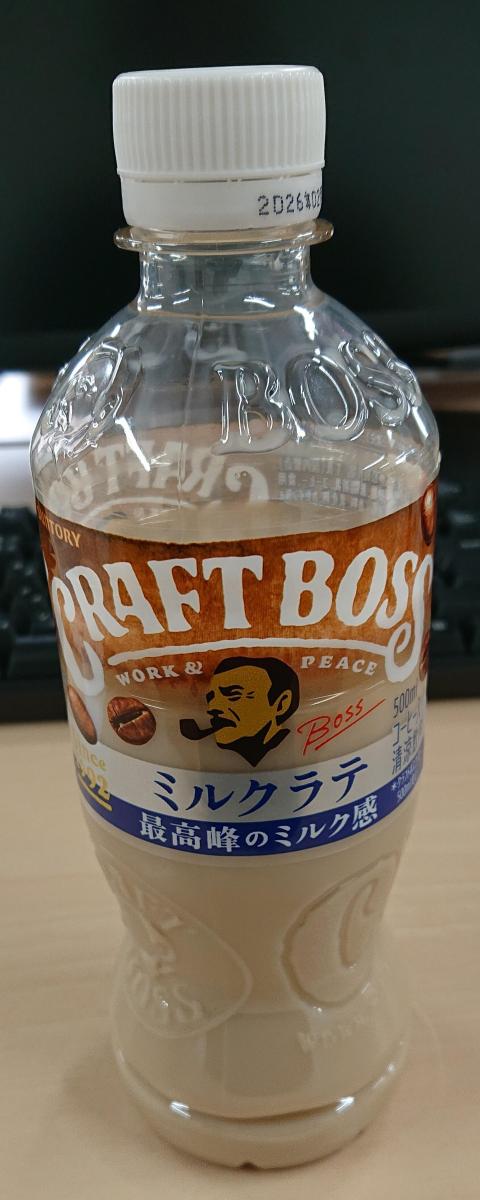 BOSS
SUNTORY
CRAFT BOSS
WORK & PEACE
Boss
500ml
ミルクラテ
最高峰のミルク感